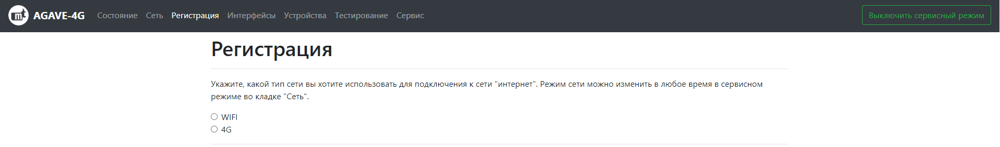 mt AGAVE-4G Состояние Сеть Регистрация Интерфейсы Устройства Тестирование Сервис Выключить сервисный режим
Регистрация
Укажите, какой тип сети вы хотите использовать для подключения к сети "интернет". Режим сети можно изменить в любое время в сервисном
режиме во кладке "Сеть".
WIFI
4G